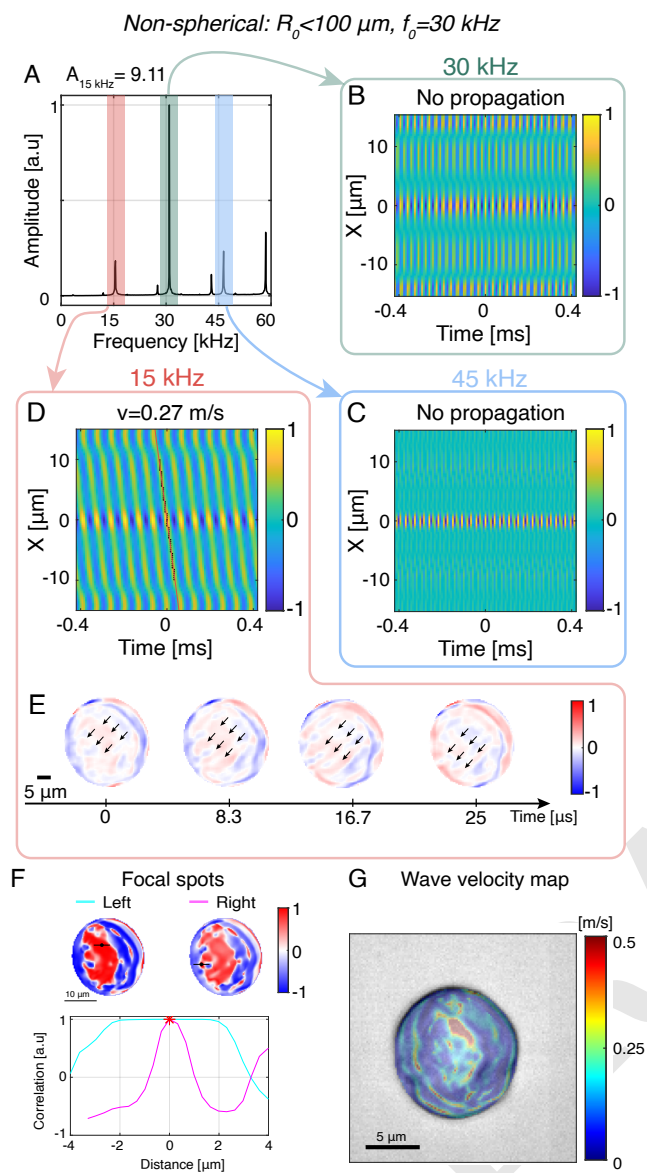 Non-spherical: R₀<100 µm, f₀=30 kHz
A
A₁₅ kHz = 9.11
Amplitude [a.u]
1
0
0 15 30 45 60
Frequency [kHz]
30 kHz
B
No propagation
X [µm]
10
0
-10
-0.4 0 0.4
Time [ms]
1
0
-1
15 kHz
D
v=0.27 m/s
X [µm]
10
0
-10
-0.4 0 0.4
Time [ms]
1
0
-1
45 kHz
C
No propagation
X [µm]
10
0
-10
-0.4 0 0.4
Time [ms]
1
0
-1
E
1
0
-1
5 µm
0 8.3 16.7 25
Time [µs]
F
Focal spots
Left Right
1
0
-1
10 µm
Correlation [a.u]
1
0
-1
-4 -2 0 2 4
Distance [µm]
G
Wave velocity map
[m/s]
0.5
0.25
0
5 µm